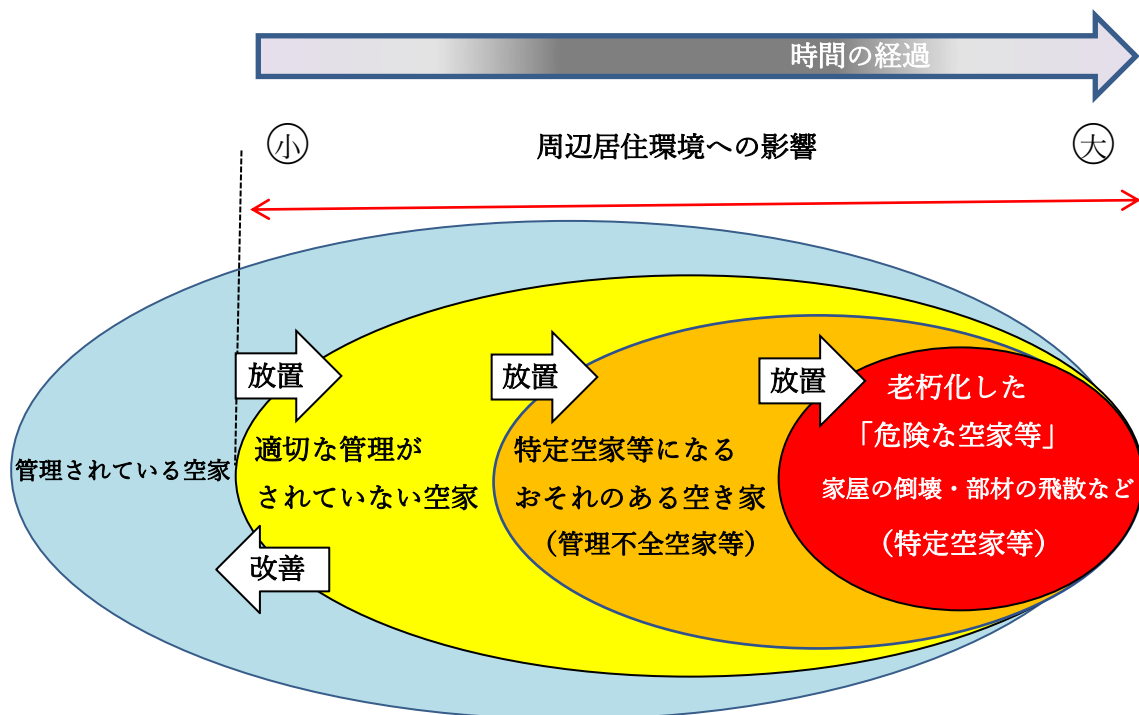 時間の経過
小
周辺居住環境への影響
大
放置
放置
放置
管理されている空家
適切な管理が
されていない空家
改善
特定空家等になる
おそれのある空き家
（管理不全空家等）
老朽化した
「危険な空家等」
家屋の倒壊・部材の飛散など
（特定空家等）